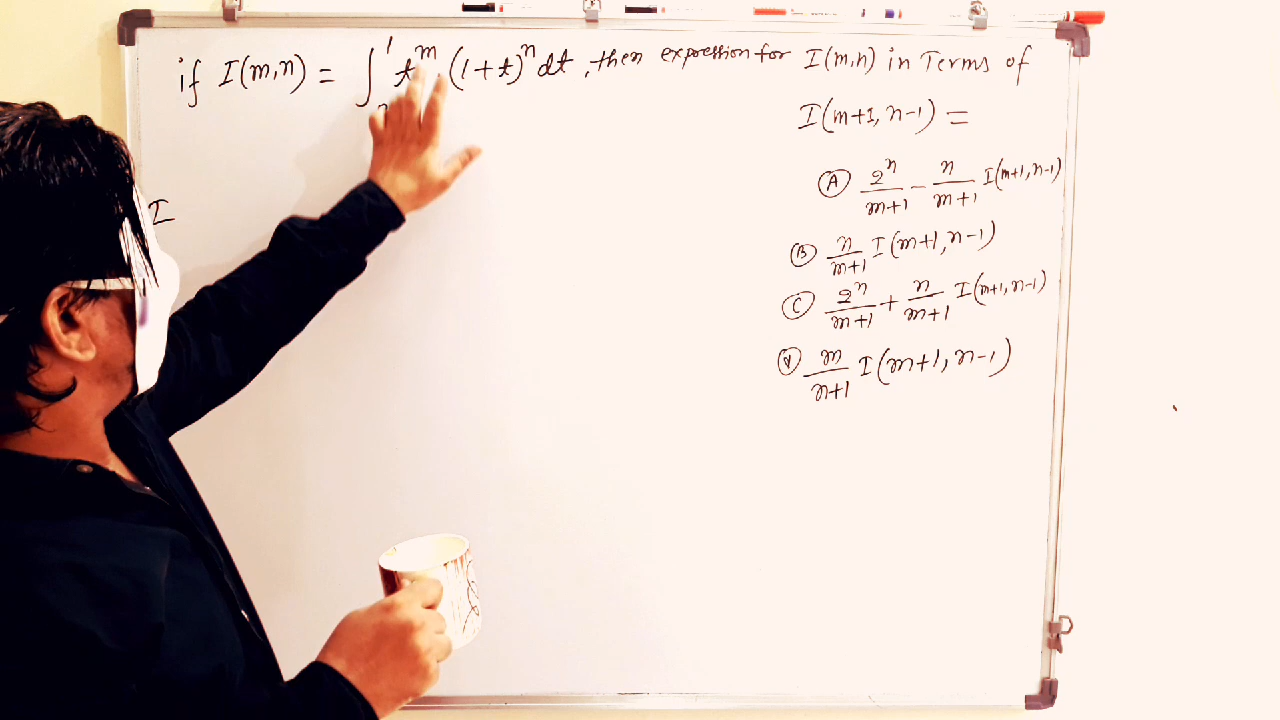 if I(m,n) = ∫ 1 t^m . (1+t)^n dt , then expression for I(m,n) in Terms of
I(m+1, n-1) =
(A) 2^n/m+1 - n/m+1 I(m+1, n-1)
(B) n/m+1 I(m+1, n-1)
(C) 2^n/m+1 + n/m+1 I(m+1, n-1)
(d) m/n+1 I(m+1, n-1)
I